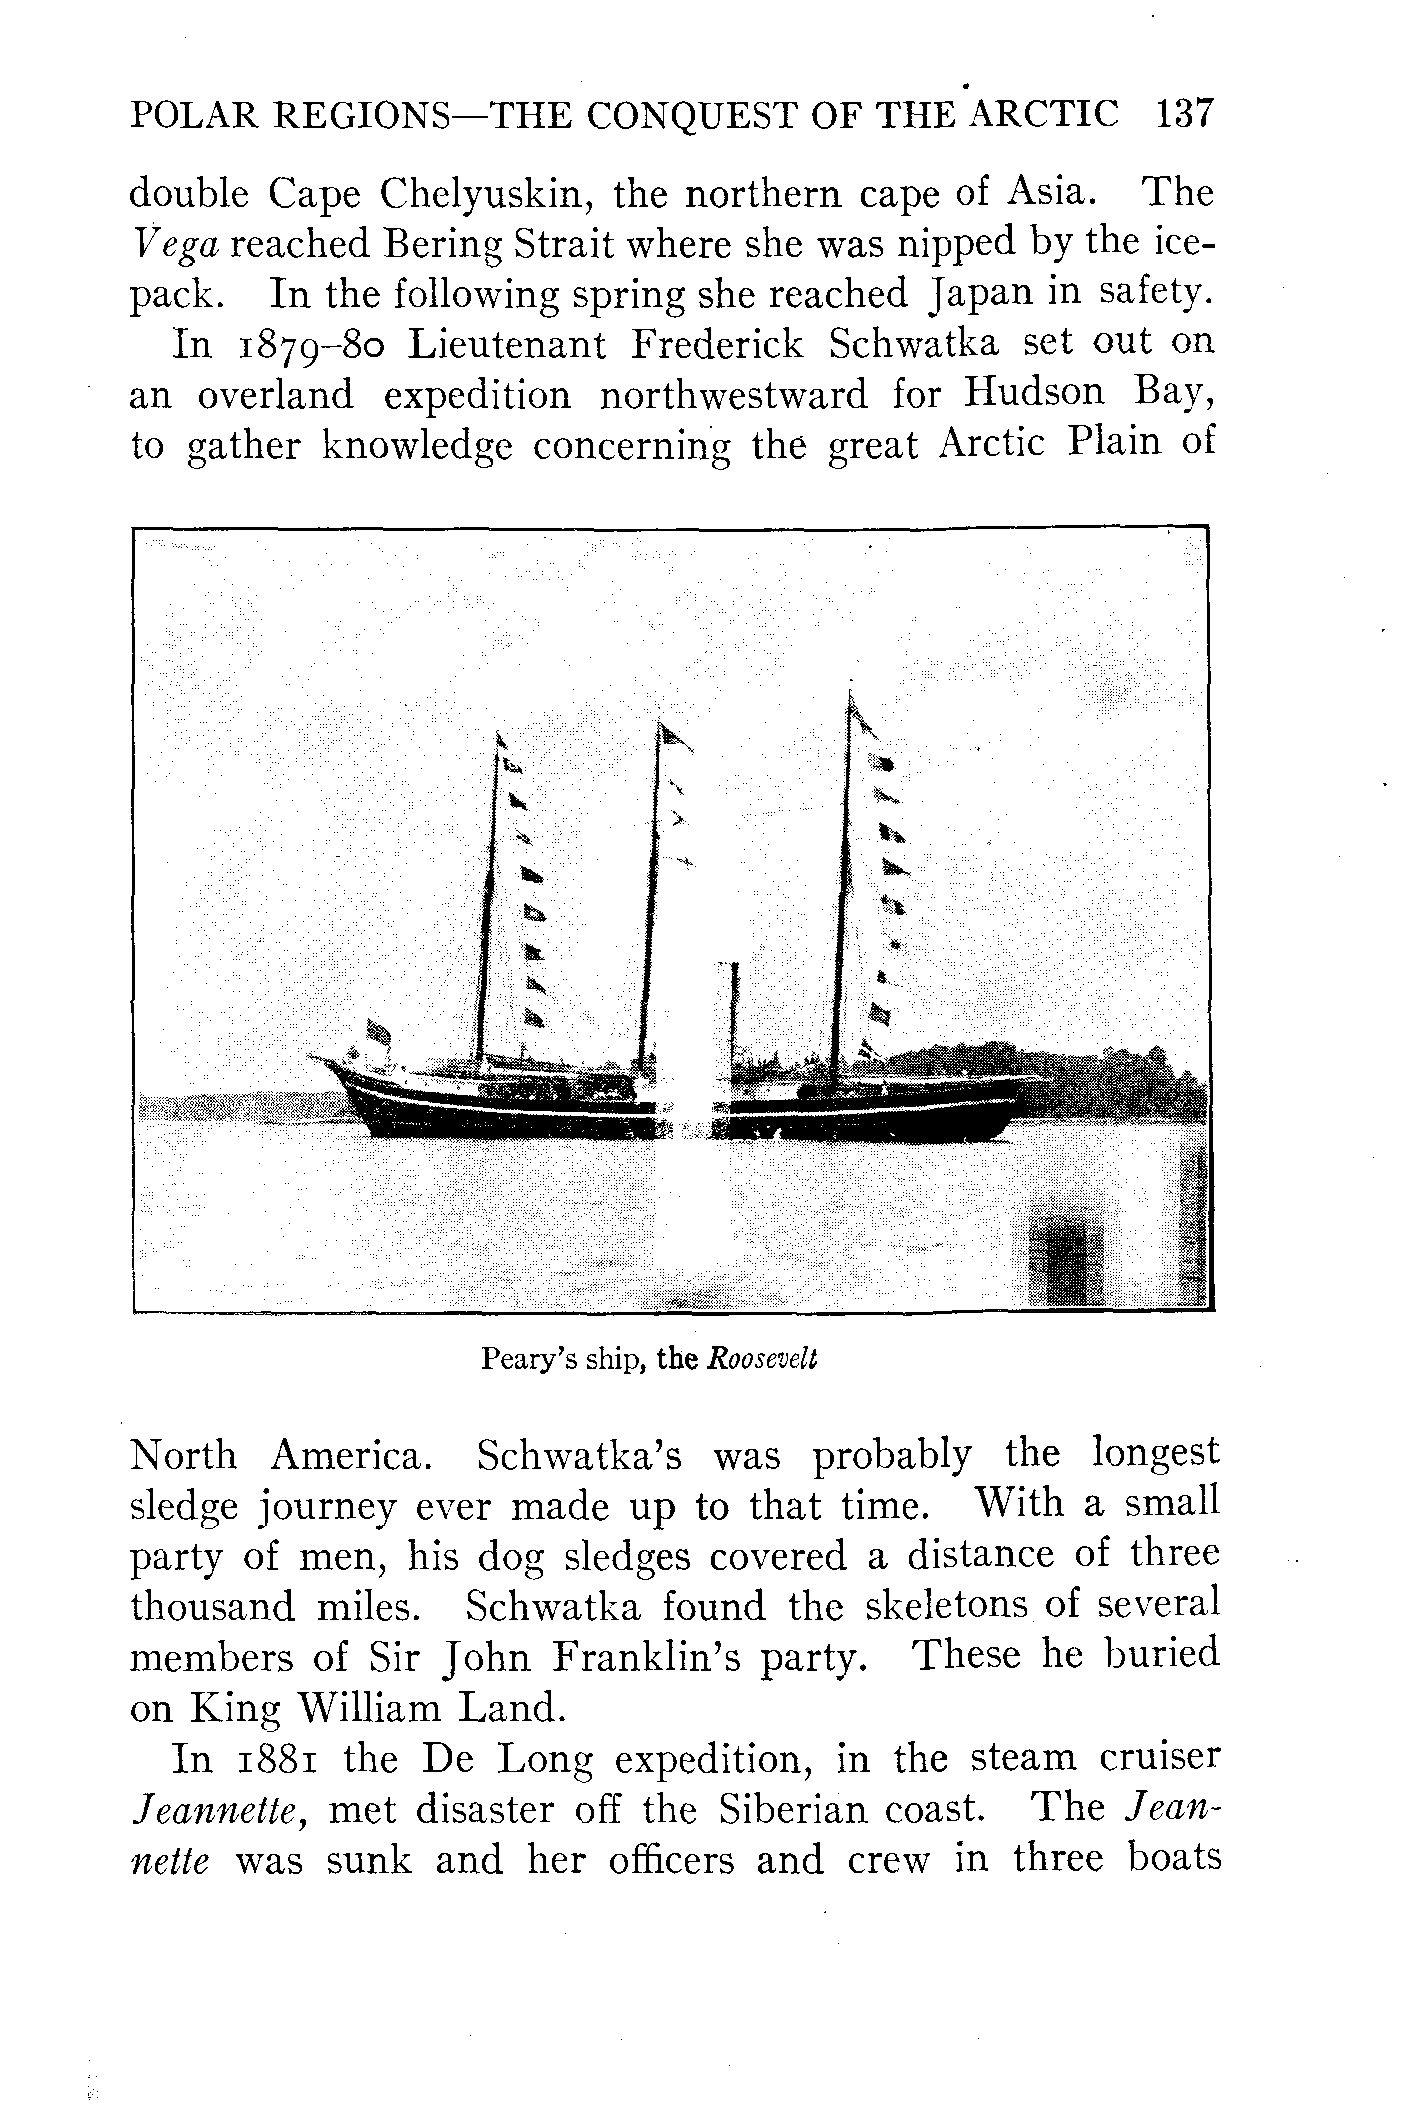 POLAR REGIONS—THE CONQUEST OF THE ARCTIC 137
double Cape Chelyuskin, the northern cape of Asia. The
Vega reached Bering Strait where she was nipped by the ice-
pack. In the following spring she reached Japan in safety.
In 1879–80 Lieutenant Frederick Schwatka set out on
an overland expedition northwestward for Hudson Bay,
to gather knowledge concerning the great Arctic Plain of
Peary's ship, the Roosevelt
North America. Schwatka's was probably the longest
sledge journey ever made up to that time. With a small
party of men, his dog sledges covered a distance of three
thousand miles. Schwatka found the skeletons of several
members of Sir John Franklin's party. These he buried
on King William Land.
In 1881 the De Long expedition, in the steam cruiser
Jeannette, met disaster off the Siberian coast. The Jean-
nette was sunk and her officers and crew in three boats